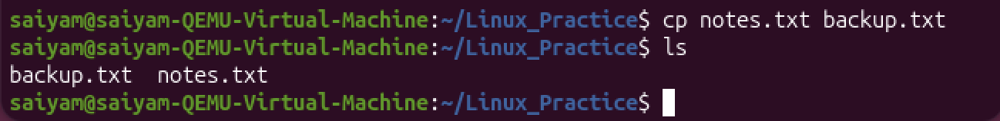 saiyam@saiyam-QEMU-Virtual-Machine:~/Linux_Practice$ cp notes.txt backup.txt
saiyam@saiyam-QEMU-Virtual-Machine:~/Linux_Practice$ ls
backup.txt  notes.txt
saiyam@saiyam-QEMU-Virtual-Machine:~/Linux_Practice$